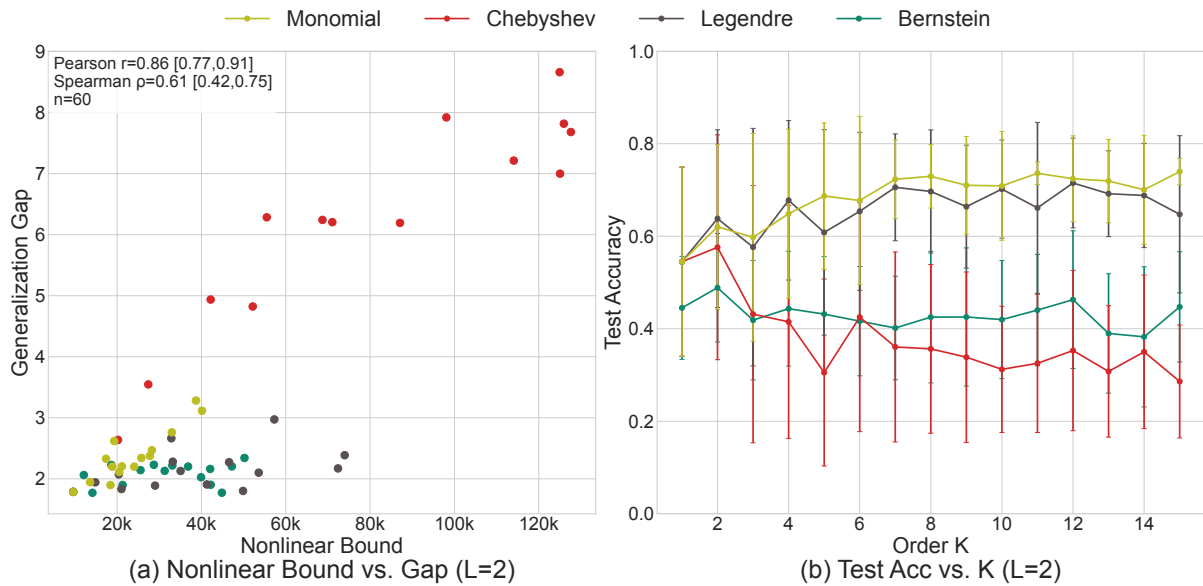 Monomial Chebyshev Legendre Bernstein
Pearson r=0.86 [0.77,0.91]
Spearman ρ=0.61 [0.42,0.75]
n=60
Generalization Gap
9
8
7
6
5
4
3
2
20k 40k 60k 80k 100k 120k
Nonlinear Bound
(a) Nonlinear Bound vs. Gap (L=2)
Test Accuracy
1.0
0.8
0.6
0.4
0.2
0.0
2 4 6 8 10 12 14
Order K
(b) Test Acc vs. K (L=2)